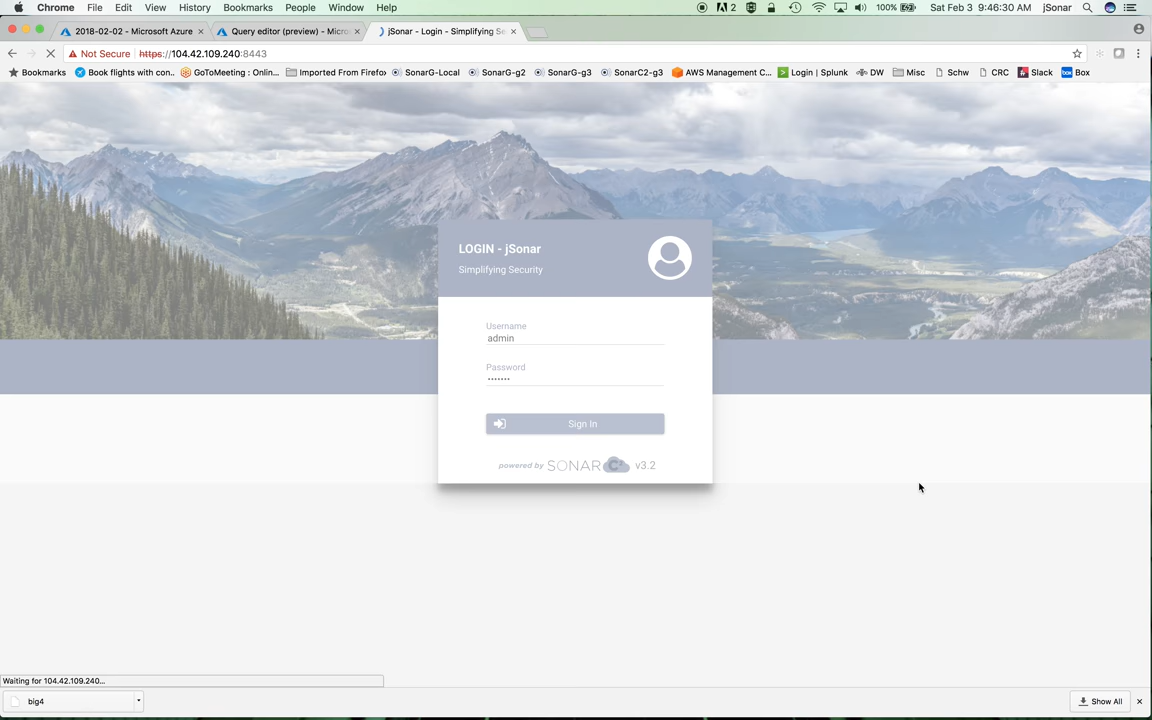 Chrome File Edit View History Bookmarks People Window Help 2 100% Sat Feb 3 9:46:30 AM jSonar
2018-02-02 - Microsoft Azure Query editor (preview) - Micro jSonar - Login - Simplifying Se
Not Secure https://104.42.109.240:8443
Bookmarks Book flights with con.. GoToMeeting : Onlin... Imported From Firefox SonarG-Local SonarG-g2 SonarG-g3 SonarC2-g3 AWS Management C... Login | Splunk DW Misc Schw CRC Slack box Box
LOGIN - jSonar
Simplifying Security
Username
admin
Password
•••••••
Sign In
powered by SONAR C² v3.2
Waiting for 104.42.109.240...
big4 Show All